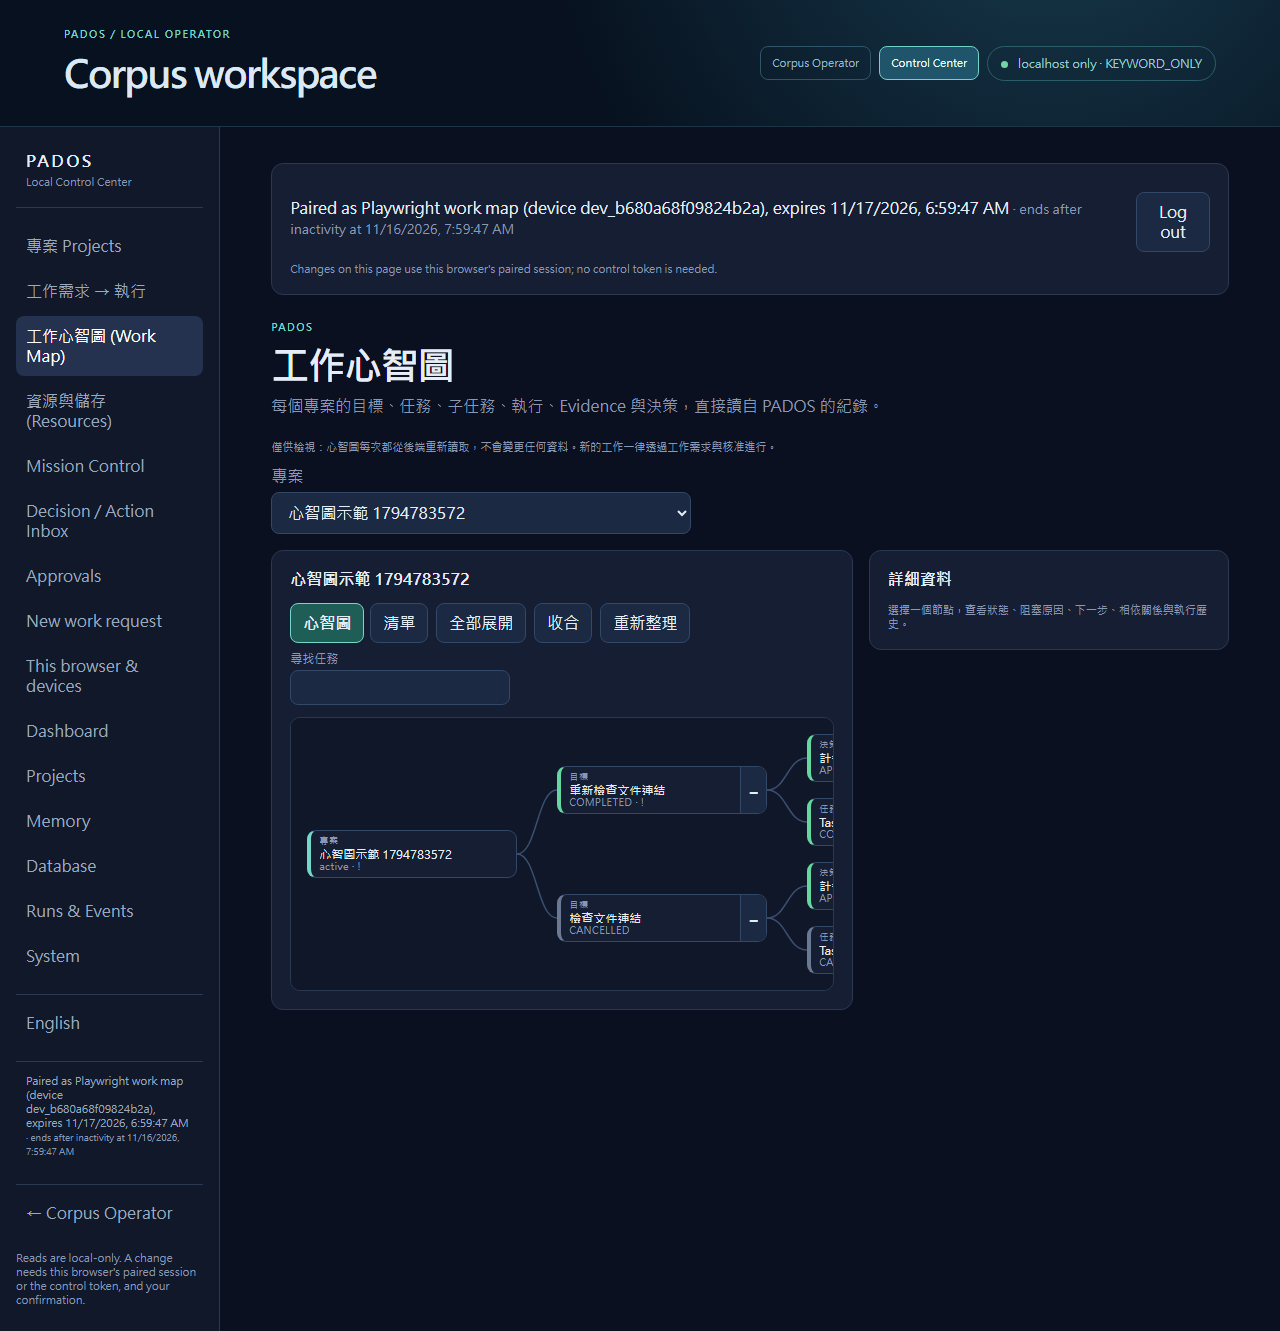 PADOS / LOCAL OPERATOR
Corpus workspace
Corpus Operator
Control Center
localhost only · KEYWORD_ONLY
PADOS
Local Control Center
專案 Projects
工作需求 → 執行
工作心智圖 (Work
Map)
資源與儲存
(Resources)
Mission Control
Decision / Action
Inbox
Approvals
New work request
This browser &
devices
Dashboard
Projects
Memory
Database
Runs & Events
System
English
Paired as Playwright work map
(device
dev_b680a68f09824b2a),
expires 11/17/2026, 6:59:47 AM
· ends after inactivity at 11/16/2026,
7:59:47 AM
← Corpus Operator
Reads are local-only. A change
needs this browser's paired session
or the control token, and your
confirmation.
Paired as Playwright work map (device dev_b680a68f09824b2a), expires 11/17/2026, 6:59:47 AM · ends after
inactivity at 11/16/2026, 7:59:47 AM
Log
out
Changes on this page use this browser's paired session; no control token is needed.
PADOS
工作心智圖
每個專案的目標、任務、子任務、執行、Evidence 與決策，直接讀自 PADOS 的紀錄。
僅供檢視：心智圖每次都從後端重新讀取，不會變更任何資料。新的工作一律透過工作需求與核准進行。
專案
心智圖示範 1794783572
心智圖示範 1794783572
心智圖
清單
全部展開
收合
重新整理
尋找任務
專案
心智圖示範 1794783572
active · !
目標
重新檢查文件連結
COMPLETED · !
−
目標
檢查文件連結
CANCELLED
−
計
AP
Tas
CO
計
AP
Tas
CA
詳細資料
選擇一個節點，查看狀態、阻塞原因、下一步、相依關係與執行歷
史。